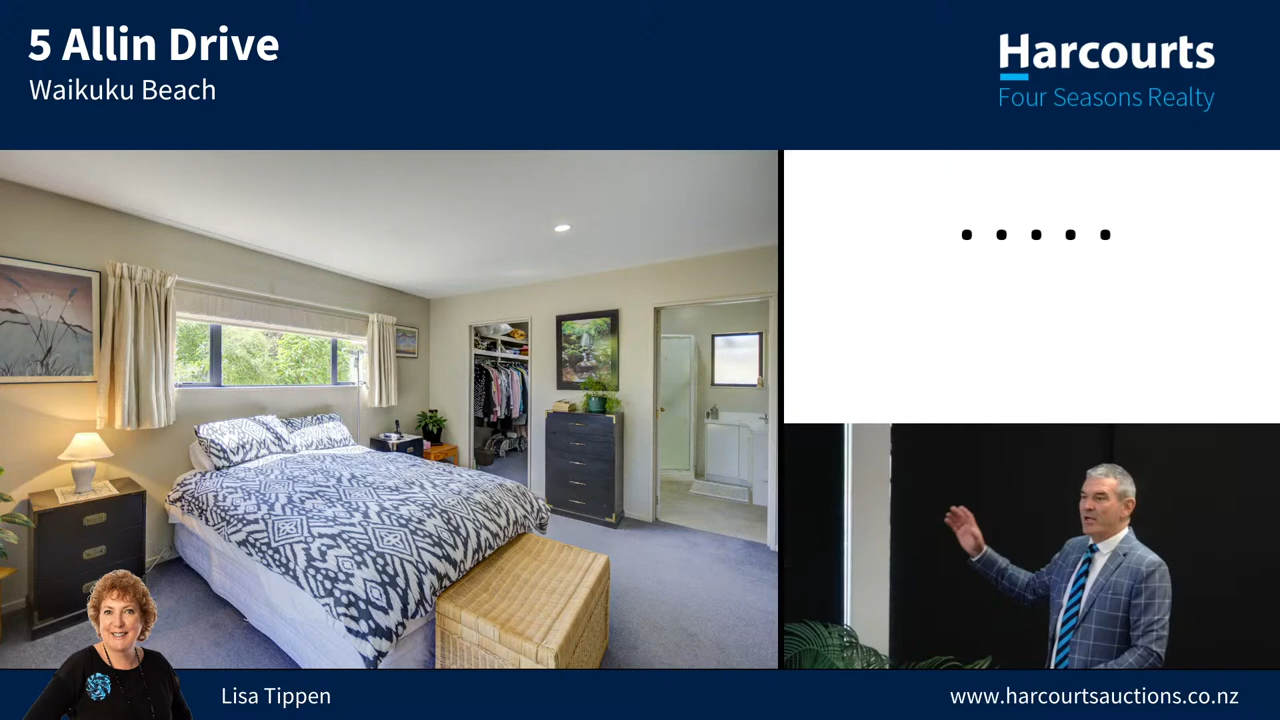 5 Allin Drive
Waikuku Beach
Harcourts
Four Seasons Realty
.....
Lisa Tippen
www.harcourtsauctions.co.nz